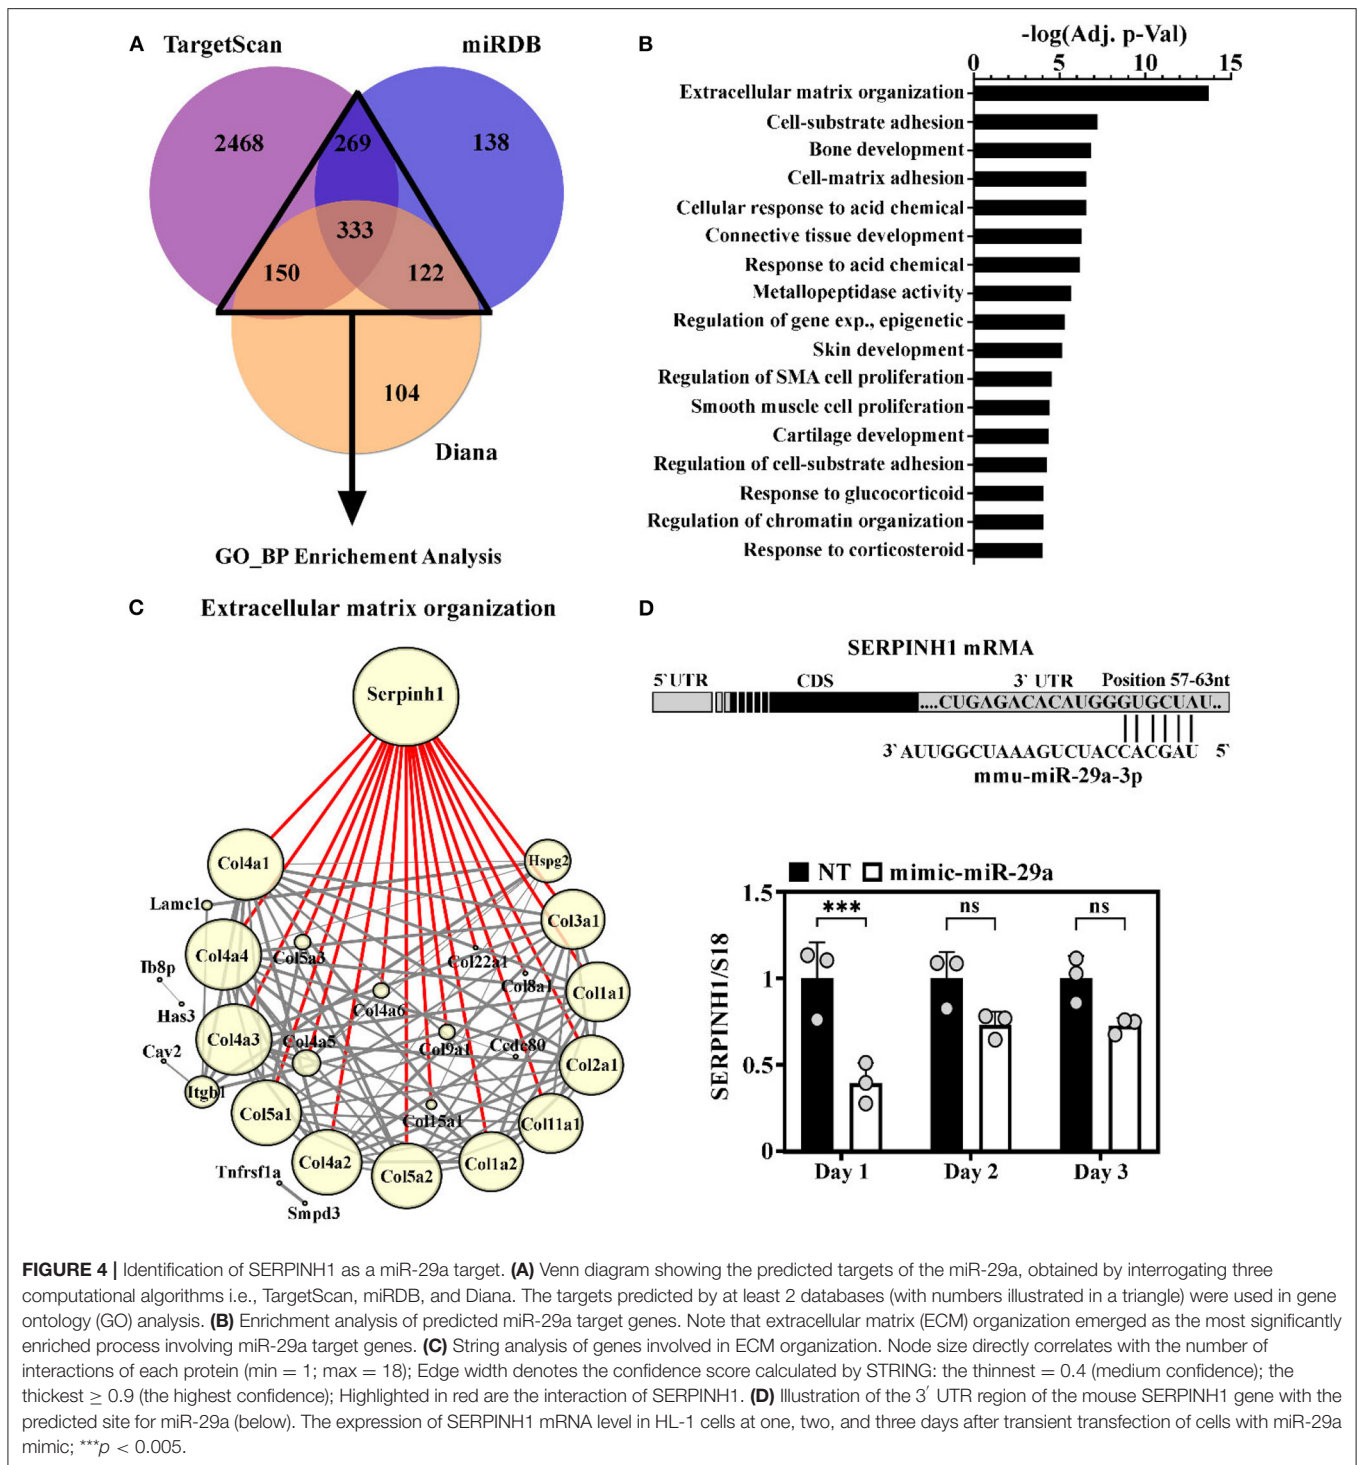 A TargetScan miRDB
2468 269 138
333
150 122
104
Diana
GO_BP Enrichement Analysis
B
-log(Adj. p-Val)
0 5 10 15
Extracellular matrix organization
Cell-substrate adhesion
Bone development
Cell-matrix adhesion
Cellular response to acid chemical
Connective tissue development
Response to acid chemical
Metallopeptidase activity
Regulation of gene exp., epigenetic
Skin development
Regulation of SMA cell proliferation
Smooth muscle cell proliferation
Cartilage development
Regulation of cell-substrate adhesion
Response to glucocorticoid
Regulation of chromatin organization
Response to corticosteroid
C Extracellular matrix organization
Serpinh1
Col4a1
Hspg2
Lamc1
Col3a1
Col4a4
Col5a3
Col22a1
Ib8p
Col8a1
Col1a1
Has3
Col4a6
Col4a3
Col4a5
Col9a1
Ccdc80
Cav2
Col2a1
Itgb1
Col5a1
Col15a1
Col11a1
Col4a2
Col1a2
Tnfrsf1a
Col5a2
Smpd3
D
SERPINH1 mRMA
5`UTR CDS 3` UTR Position 57-63nt
....CUGAGACACAUGGGUGCUAU..
3` AUUGGCUAAAGUCUACCACGAU 5`
mmu-miR-29a-3p
NT mimic-miR-29a
SERPINH1/S18
1.5
1
0.5
0
*** ns ns
Day 1 Day 2 Day 3
FIGURE 4 | Identification of SERPINH1 as a miR-29a target. (A) Venn diagram showing the predicted targets of the miR-29a, obtained by interrogating three
computational algorithms i.e., TargetScan, miRDB, and Diana. The targets predicted by at least 2 databases (with numbers illustrated in a triangle) were used in gene
ontology (GO) analysis. (B) Enrichment analysis of predicted miR-29a target genes. Note that extracellular matrix (ECM) organization emerged as the most significantly
enriched process involving miR-29a target genes. (C) String analysis of genes involved in ECM organization. Node size directly correlates with the number of
interactions of each protein (min = 1; max = 18); Edge width denotes the confidence score calculated by STRING: the thinnest = 0.4 (medium confidence); the
thickest ≥ 0.9 (the highest confidence); Highlighted in red are the interaction of SERPINH1. (D) Illustration of the 3′ UTR region of the mouse SERPINH1 gene with the
predicted site for miR-29a (below). The expression of SERPINH1 mRNA level in HL-1 cells at one, two, and three days after transient transfection of cells with miR-29a
mimic; ***p < 0.005.